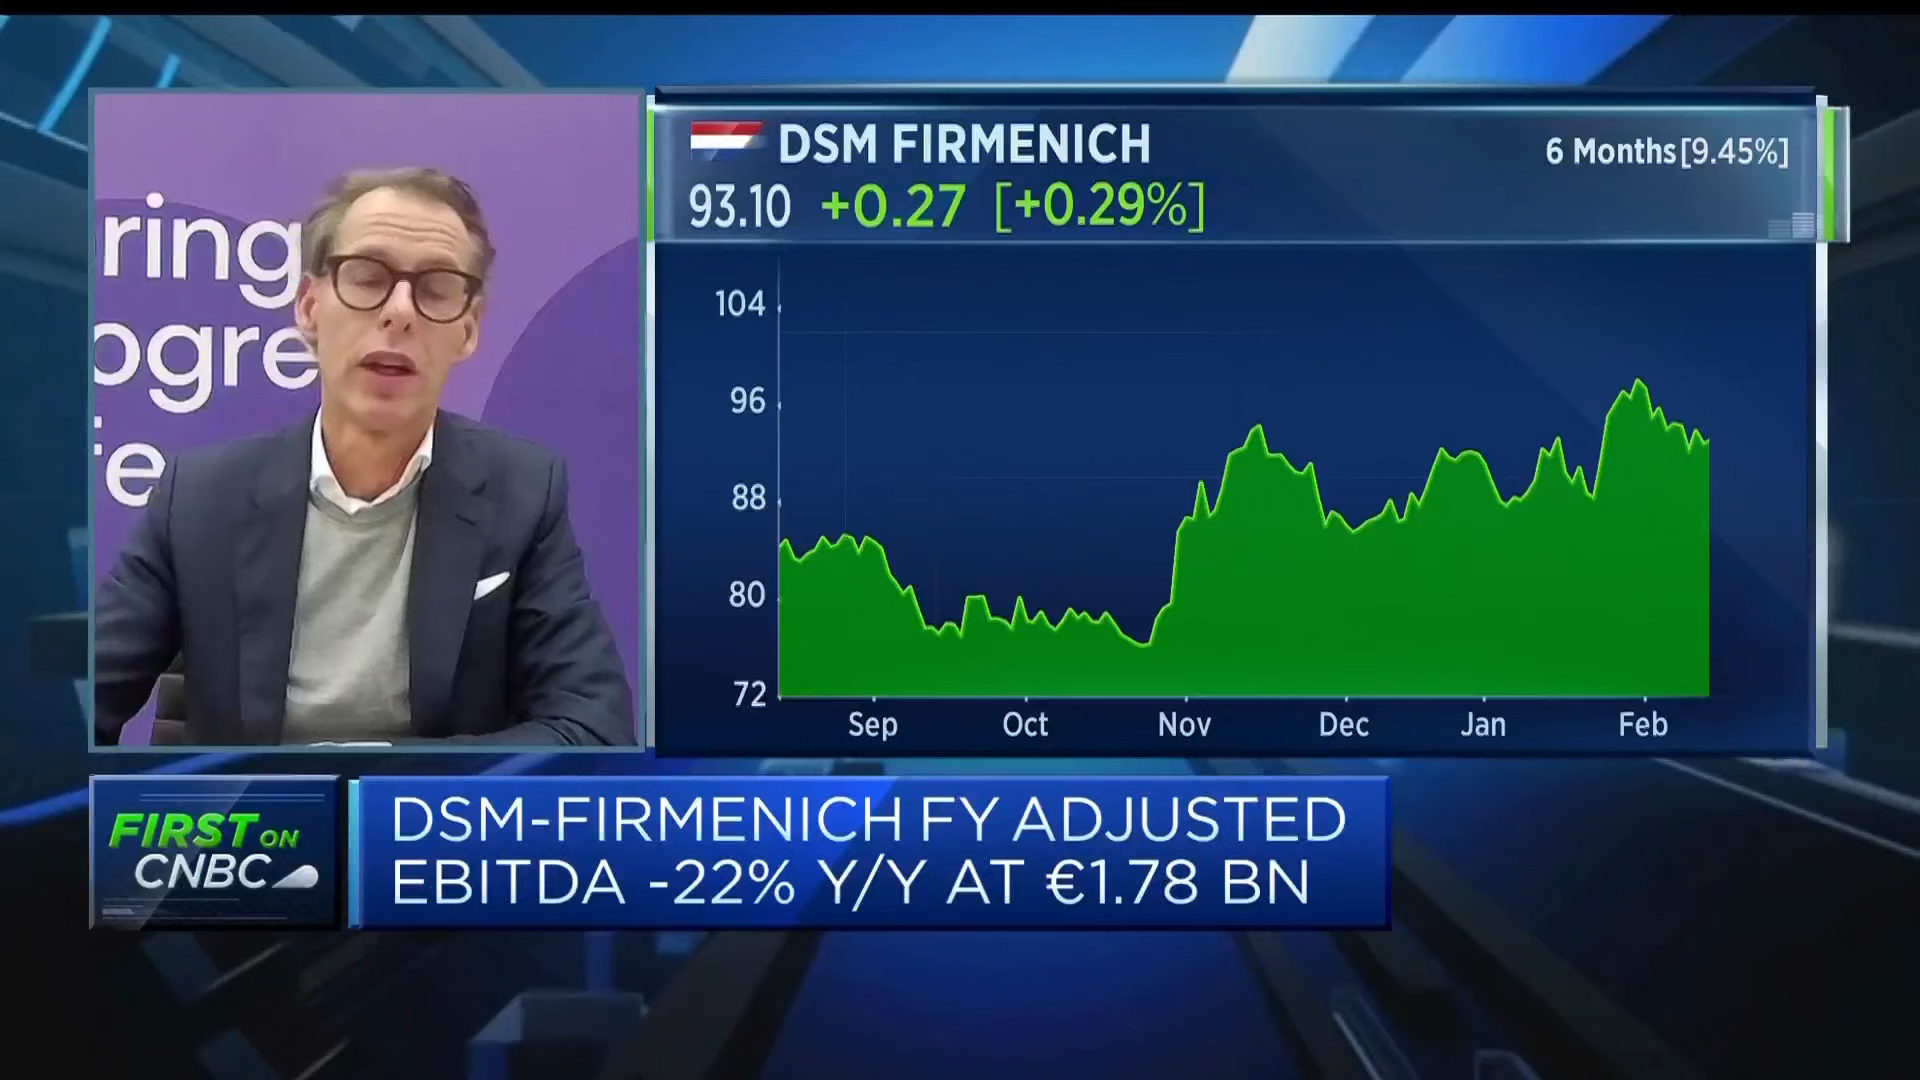 ring
ogre
fe
DSM FIRMENICH
6 Months[9.45%]
93.10 +0.27 [+0.29%]
104
96
88
80
72
Sep Oct Nov Dec Jan Feb
FIRST ON
CNBC
DSM-FIRMENICH FY ADJUSTED
EBITDA -22% Y/Y AT €1.78 BN